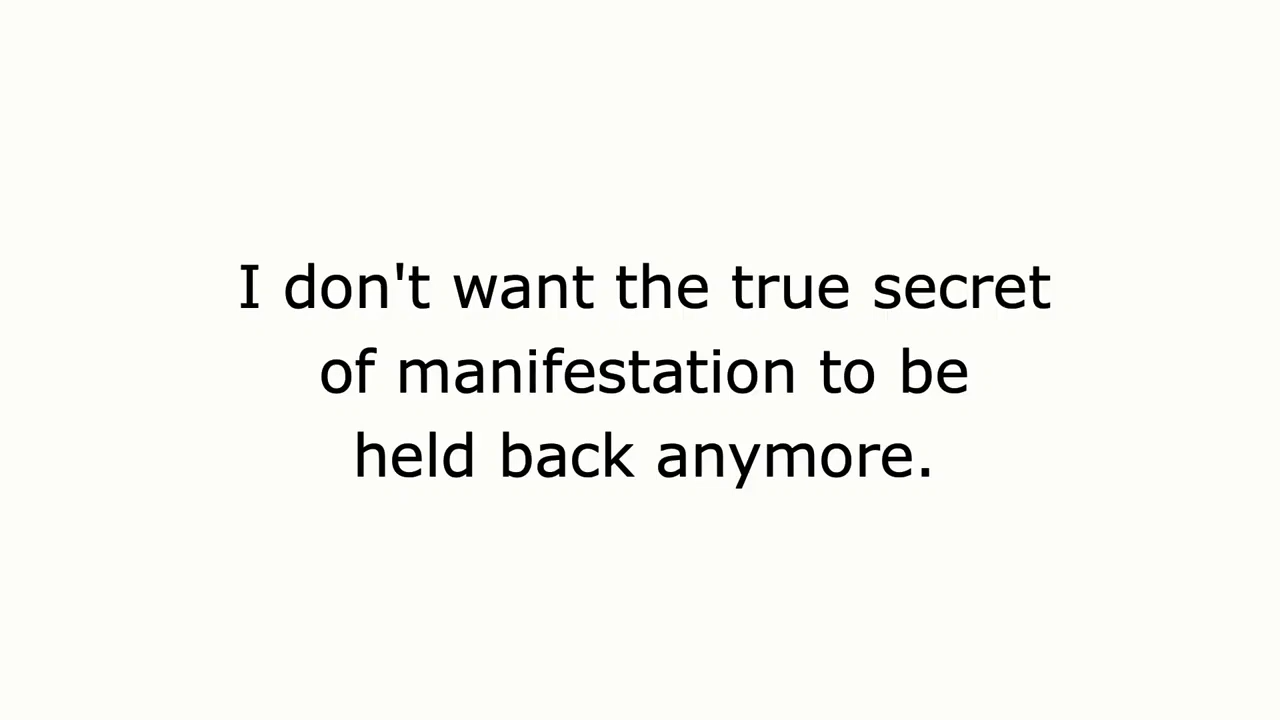 I don't want the true secret
of manifestation to be
held back anymore.